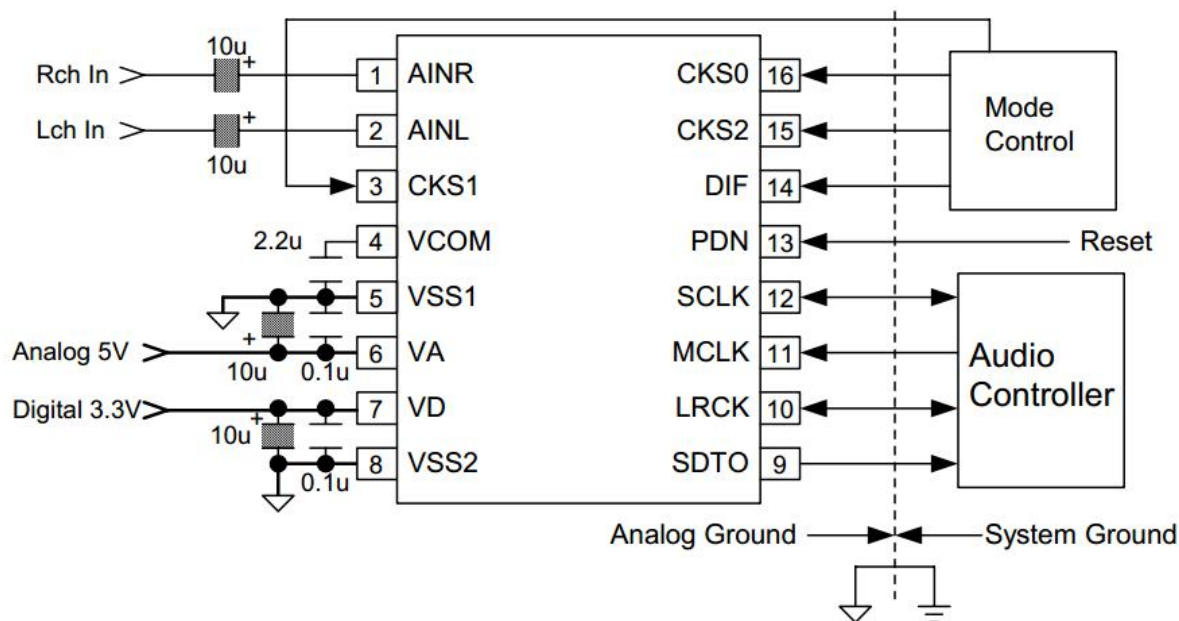 10u
+
Rch In
1 AINR
CKS0 16
Mode
Control
Lch In
+
10u
2 AINL
CKS2 15
3 CKS1
DIF 14
2.2u
4 VCOM
PDN 13
Reset
5 VSS1
SCLK 12
Analog 5V
+
10u
0.1u
6 VA
MCLK 11
Audio
Controller
Digital 3.3V
+
10u
7 VD
LRCK 10
0.1u
8 VSS2
SDTO 9
Analog Ground
System Ground